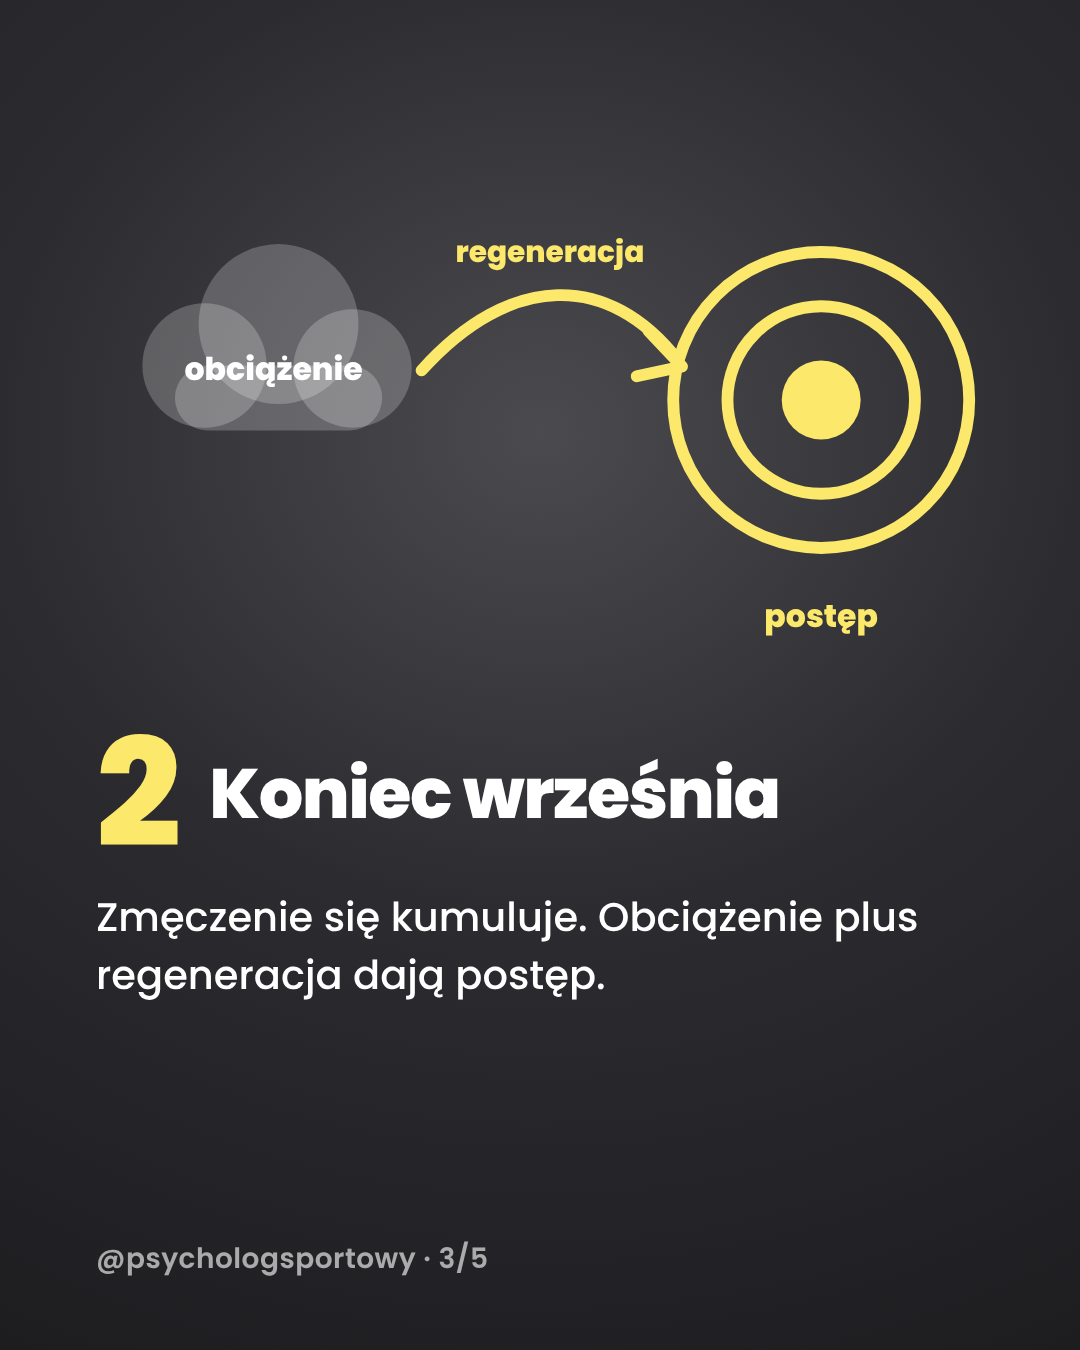 regeneracja
obciążenie
postęp
2 Koniec września
Zmęczenie się kumuluje. Obciążenie plus
regeneracja dają postęp.
@psychologsportowy · 3/5